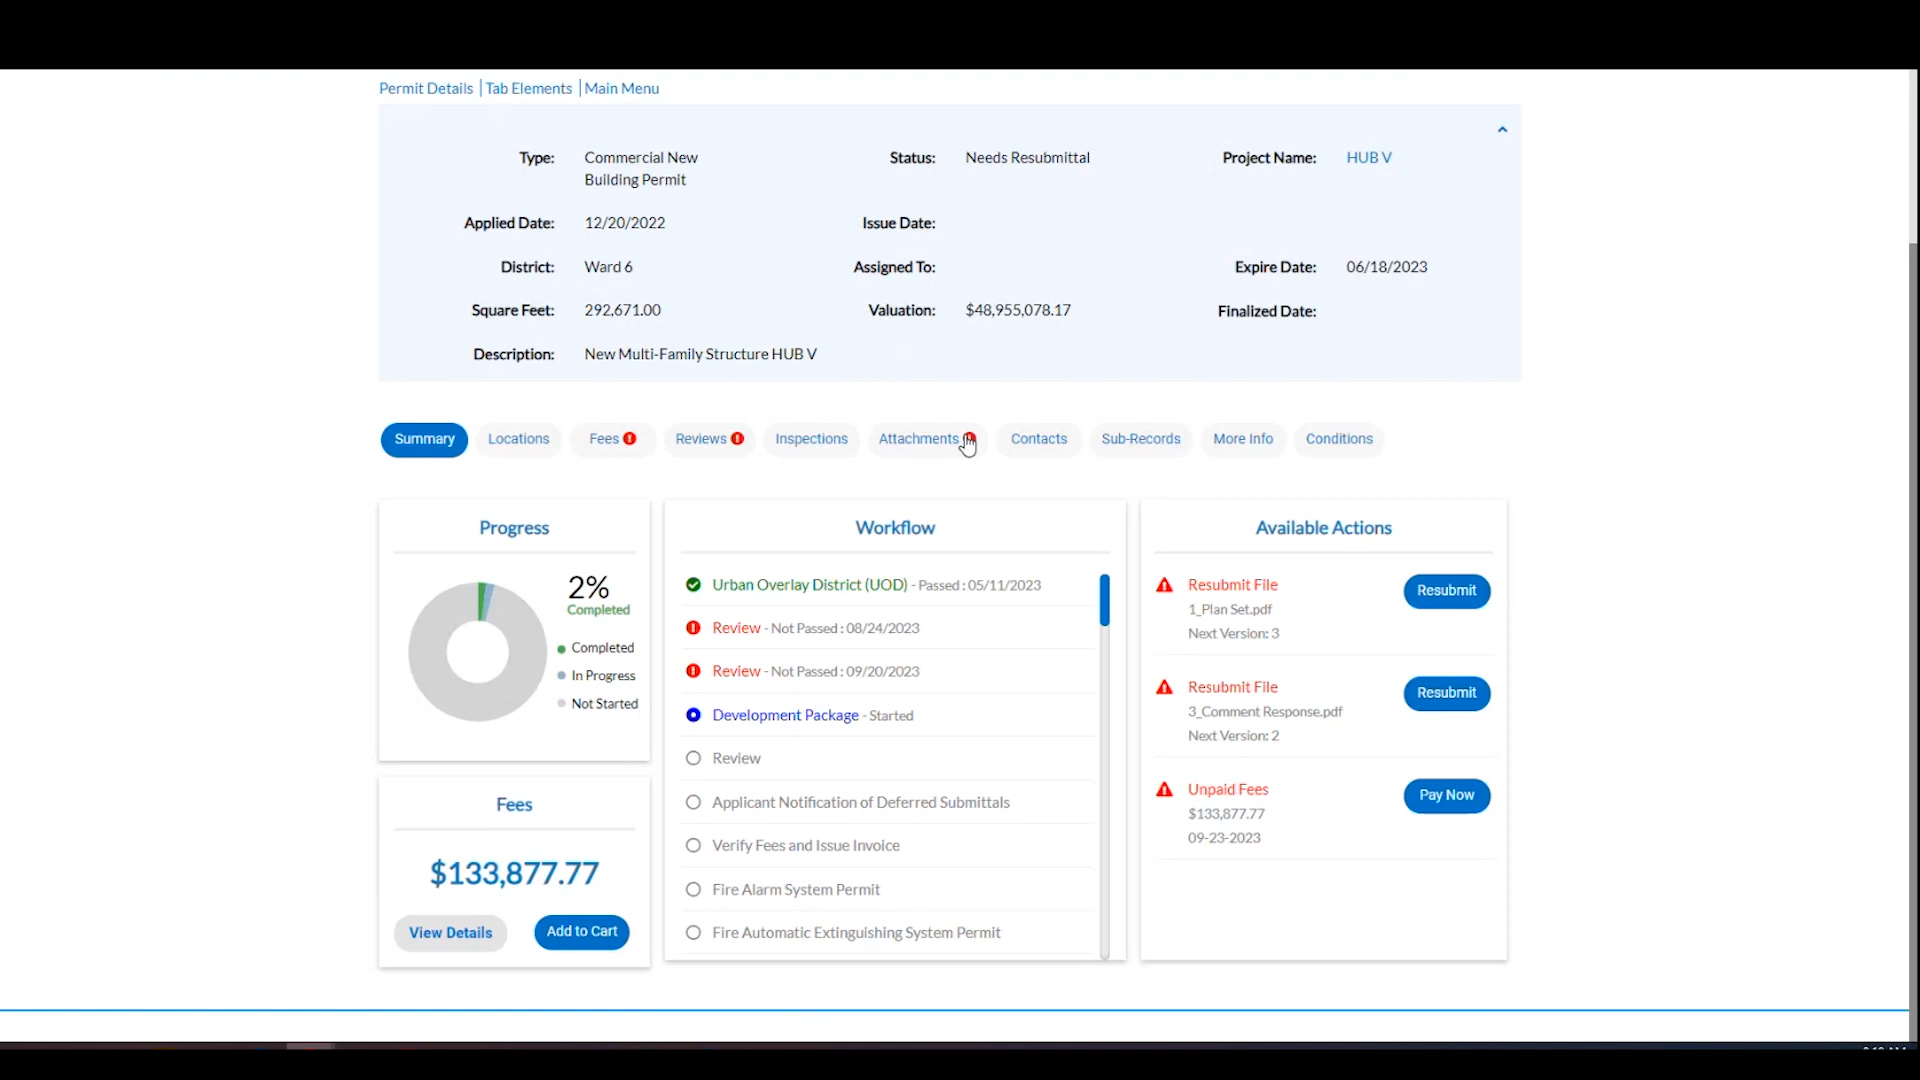 Permit Details | Tab Elements | Main Menu
Type: Commercial New Building Permit
Status: Needs Resubmittal
Project Name: HUB V
Applied Date: 12/20/2022
Issue Date:
District: Ward 6
Assigned To:
Expire Date: 06/18/2023
Square Feet: 292,671.00
Valuation: $48,955,078.17
Finalized Date:
Description: New Multi-Family Structure HUB V
Summary Locations Fees Reviews Inspections Attachments Contacts Sub-Records More Info Conditions
Progress
2%
Completed
Completed
In Progress
Not Started
Fees
$133,877.77
View Details Add to Cart
Workflow
Urban Overlay District (UOD) - Passed : 05/11/2023
Review - Not Passed : 08/24/2023
Review - Not Passed : 09/20/2023
Development Package - Started
Review
Applicant Notification of Deferred Submittals
Verify Fees and Issue Invoice
Fire Alarm System Permit
Fire Automatic Extinguishing System Permit
Available Actions
Resubmit File
1_Plan Set.pdf
Next Version: 3
Resubmit
Resubmit File
3_Comment Response.pdf
Next Version: 2
Resubmit
Unpaid Fees
$133,877.77
09-23-2023
Pay Now